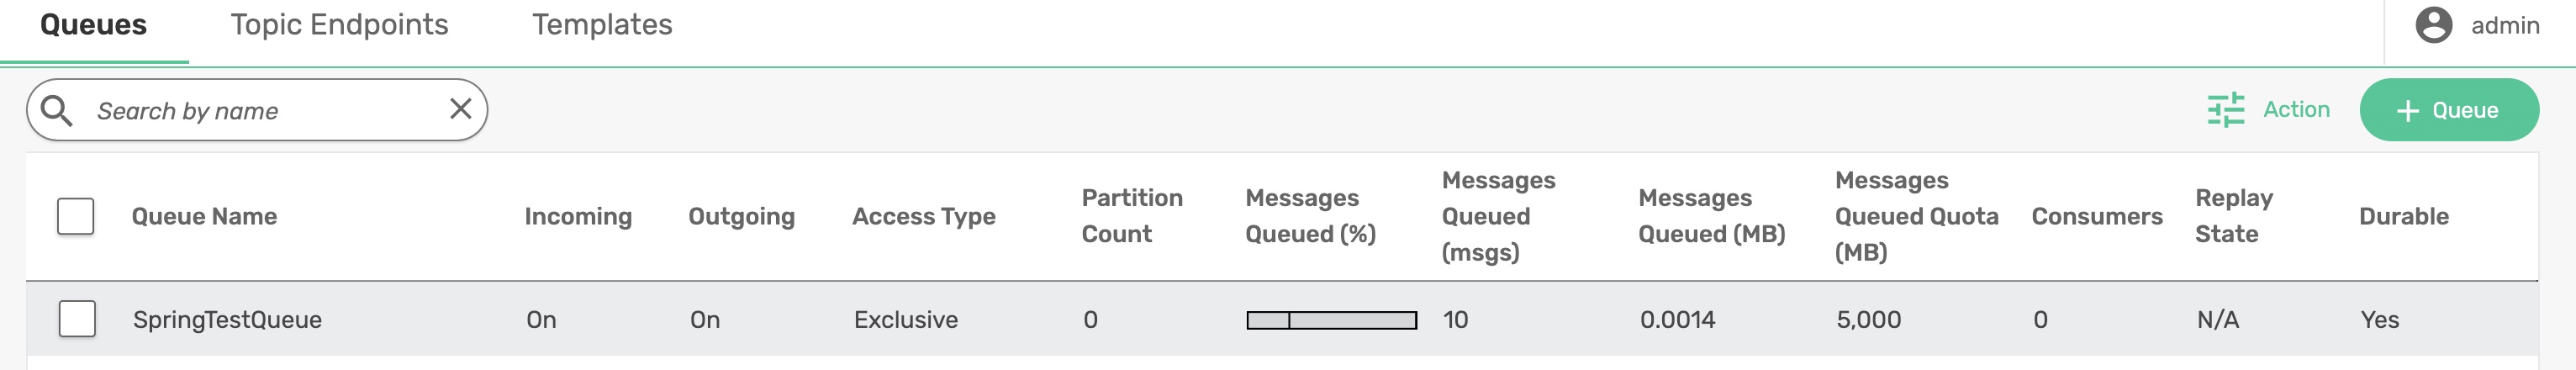 Queues Topic Endpoints Templates admin
Search by name Action + Queue
Queue Name Incoming Outgoing Access Type Partition Count Messages Queued (%) Messages Queued (msgs) Messages Queued (MB) Messages Queued Quota (MB) Consumers Replay State Durable
SpringTestQueue On On Exclusive 0 10 0.0014 5,000 0 N/A Yes